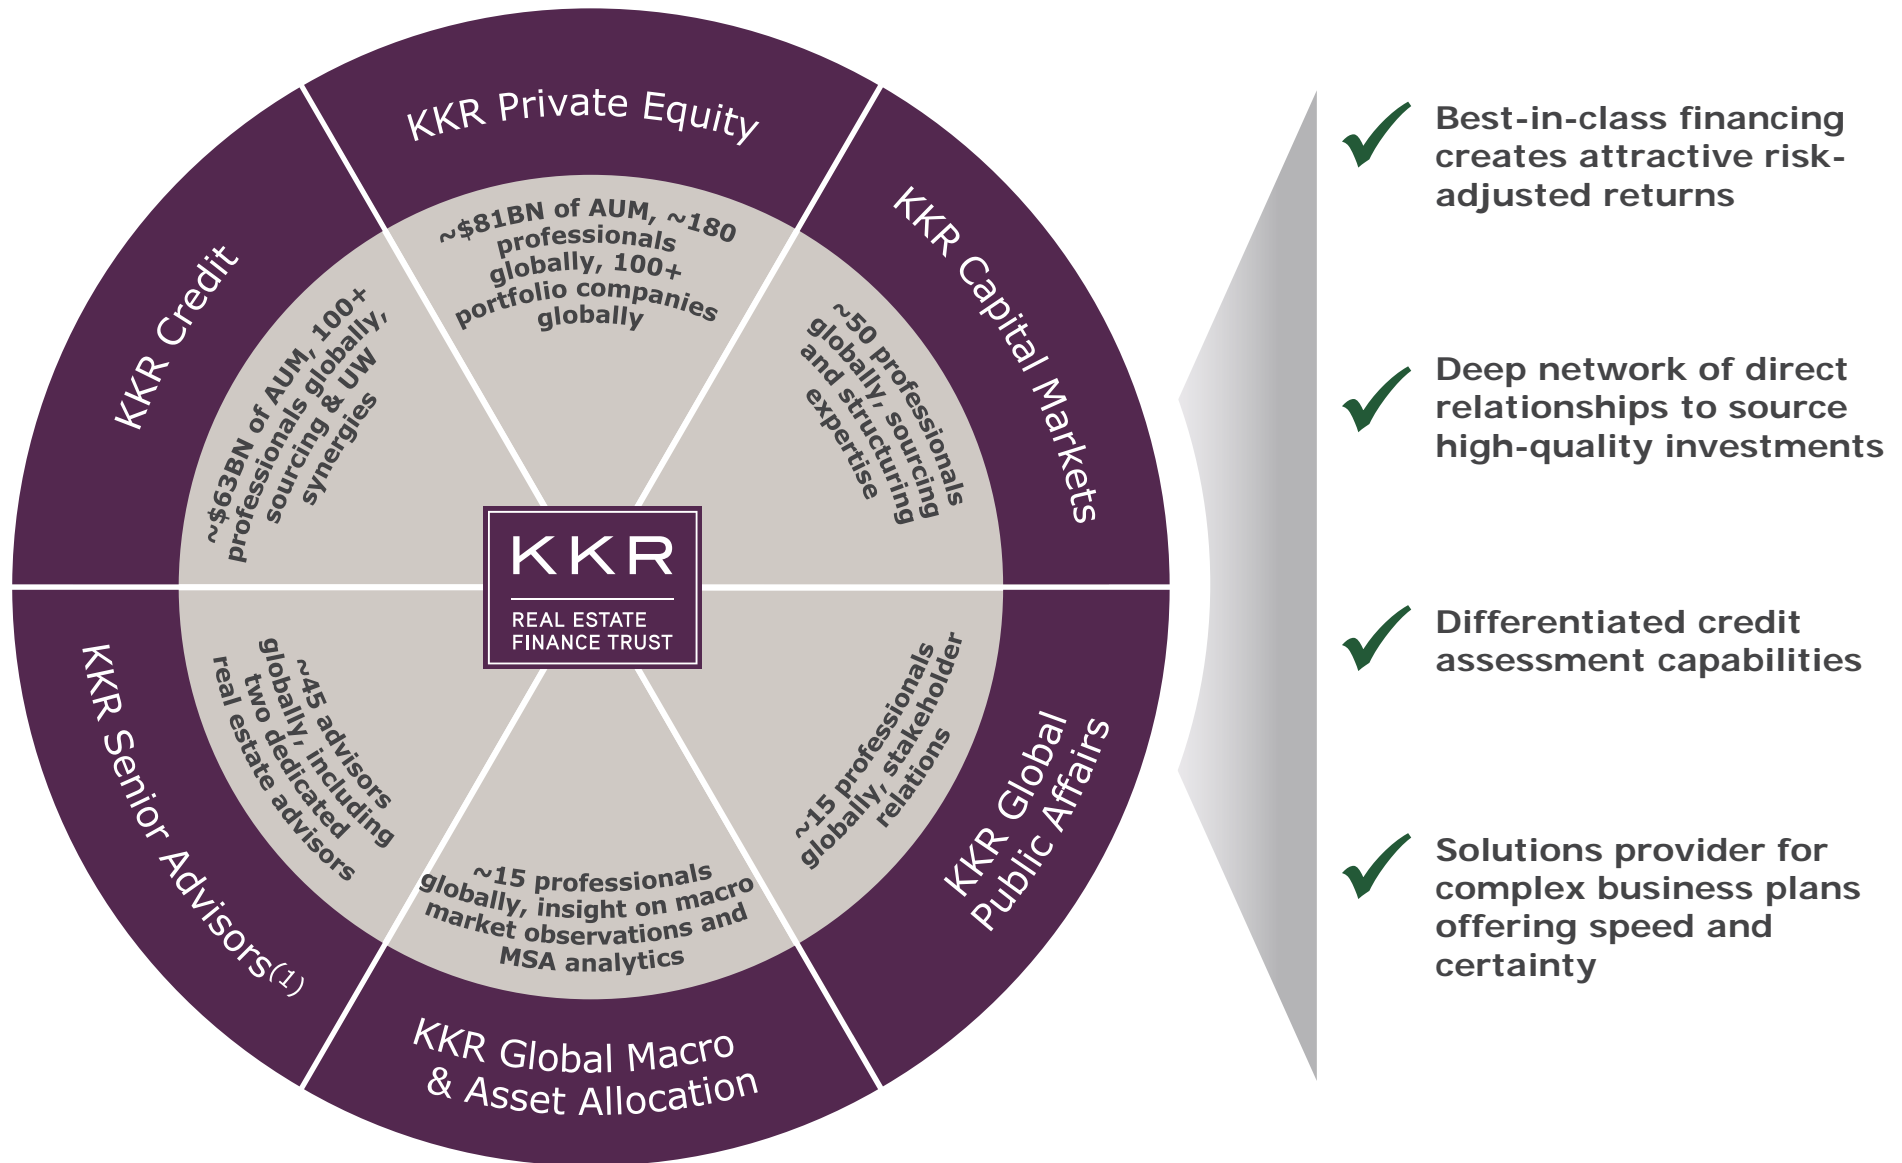 KKR Private Equity
~$81BN of AUM, ~180
professionals
globally, 100+
portfolio companies
globally
KKR Capital Markets
~50 professionals
globally, sourcing
and structuring
expertise
KKR Global
Public Affairs
~15 professionals
globally, stakeholder
relations
KKR Global Macro
& Asset Allocation
~15 professionals
globally, insight on macro
market observations and
MSA analytics
KKR Senior Advisors(1)
~45 advisors
globally, including
two dedicated
real estate advisors
KKR Credit
~$63BN of AUM, 100+
professionals globally,
sourcing & UW
synergies
KKR
REAL ESTATE
FINANCE TRUST
Best-in-class financing
creates attractive risk-
adjusted returns
Deep network of direct
relationships to source
high-quality investments
Differentiated credit
assessment capabilities
Solutions provider for
complex business plans
offering speed and
certainty